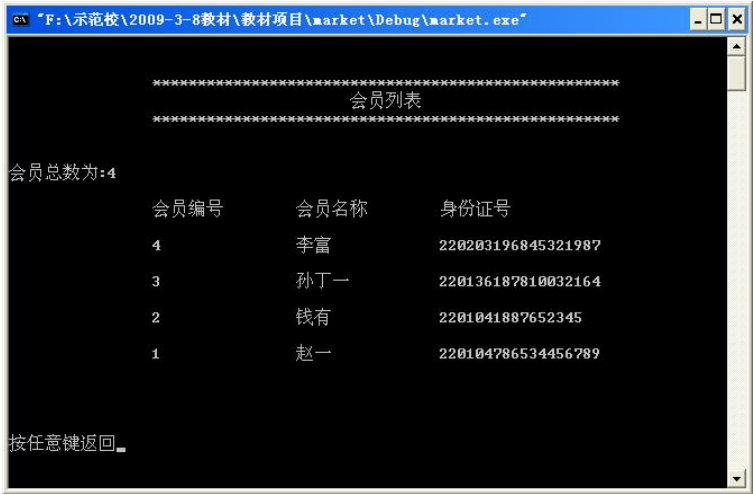 "F:\示范校\2009-3-8教材\教材项目\market\Debug\market.exe"
****************************************************
会员列表
****************************************************
会员总数为:4
会员编号 会员名称 身份证号
4 李富 220203196845321987
3 孙丁一 220136187810032164
2 钱有 2201041887652345
1 赵一 220104786534456789
按任意键返回